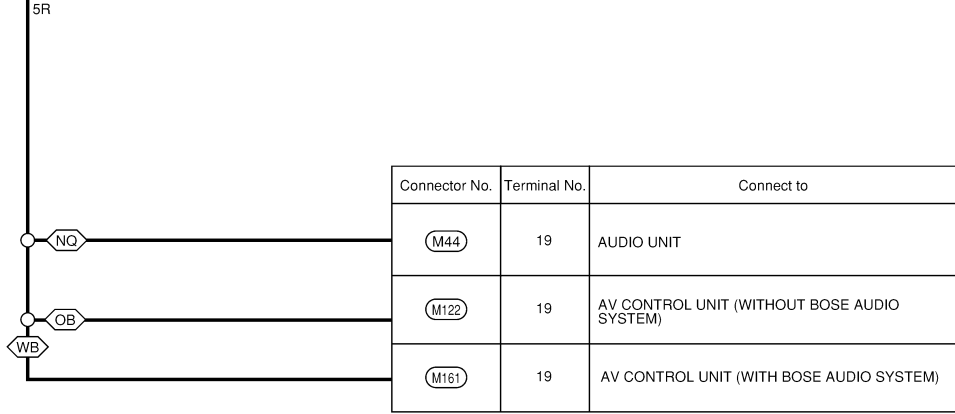 5R
Connector No. Terminal No. Connect to
NQ M44 19 AUDIO UNIT
OB M122 19 AV CONTROL UNIT (WITHOUT BOSE AUDIO
SYSTEM)
WB
M161 19 AV CONTROL UNIT (WITH BOSE AUDIO SYSTEM)